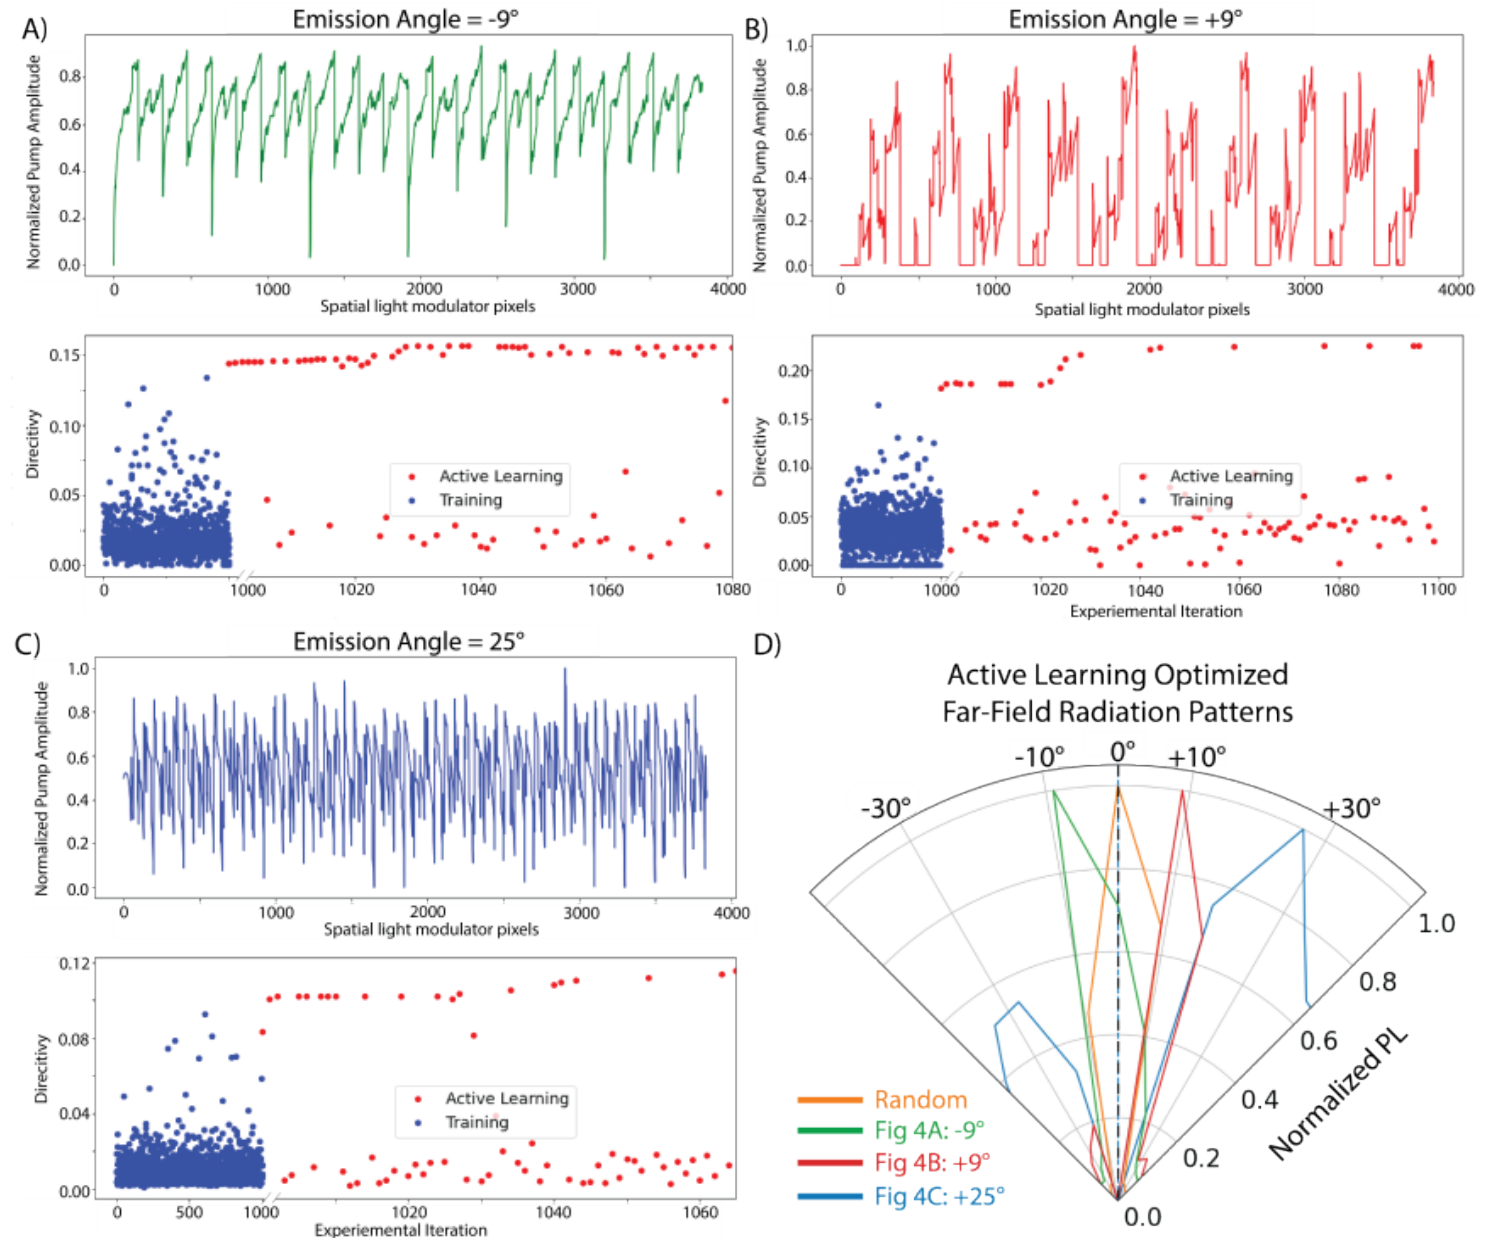 A)
Emission Angle = -9°
Normalized Pump Amplitude
0.8
0.6
0.4
0.2
0.0
0
1000
2000
3000
4000
Spatial light modulator pixels
Direcitivy
0.15
0.10
0.05
0.00
Active Learning
Training
0
1000
1020
1040
1060
1080
B)
Emission Angle = +9°
Normalized Pump Amplitude
1.0
0.8
0.6
0.4
0.2
0.0
0
1000
2000
3000
4000
Spatial light modulator pixels
Direcitivy
0.20
0.15
0.10
0.05
0.00
Active Learning
Training
0
1000
1020
1040
1060
1080
1100
Experiemental Iteration
C)
Emission Angle = 25°
Normalized Pump Amplitude
1.0
0.8
0.6
0.4
0.2
0.0
0
1000
2000
3000
4000
Spatial light modulator pixels
Direcitivy
0.12
0.08
0.04
0.00
Active Learning
Training
0
500
1000
1020
1040
1060
Experiemental Iteration
D)
Active Learning Optimized
Far-Field Radiation Patterns
-30°
-10°
0°
+10°
+30°
1.0
0.8
0.6
0.4
0.2
0.0
Normalized PL
Random
Fig 4A: -9°
Fig 4B: +9°
Fig 4C: +25°